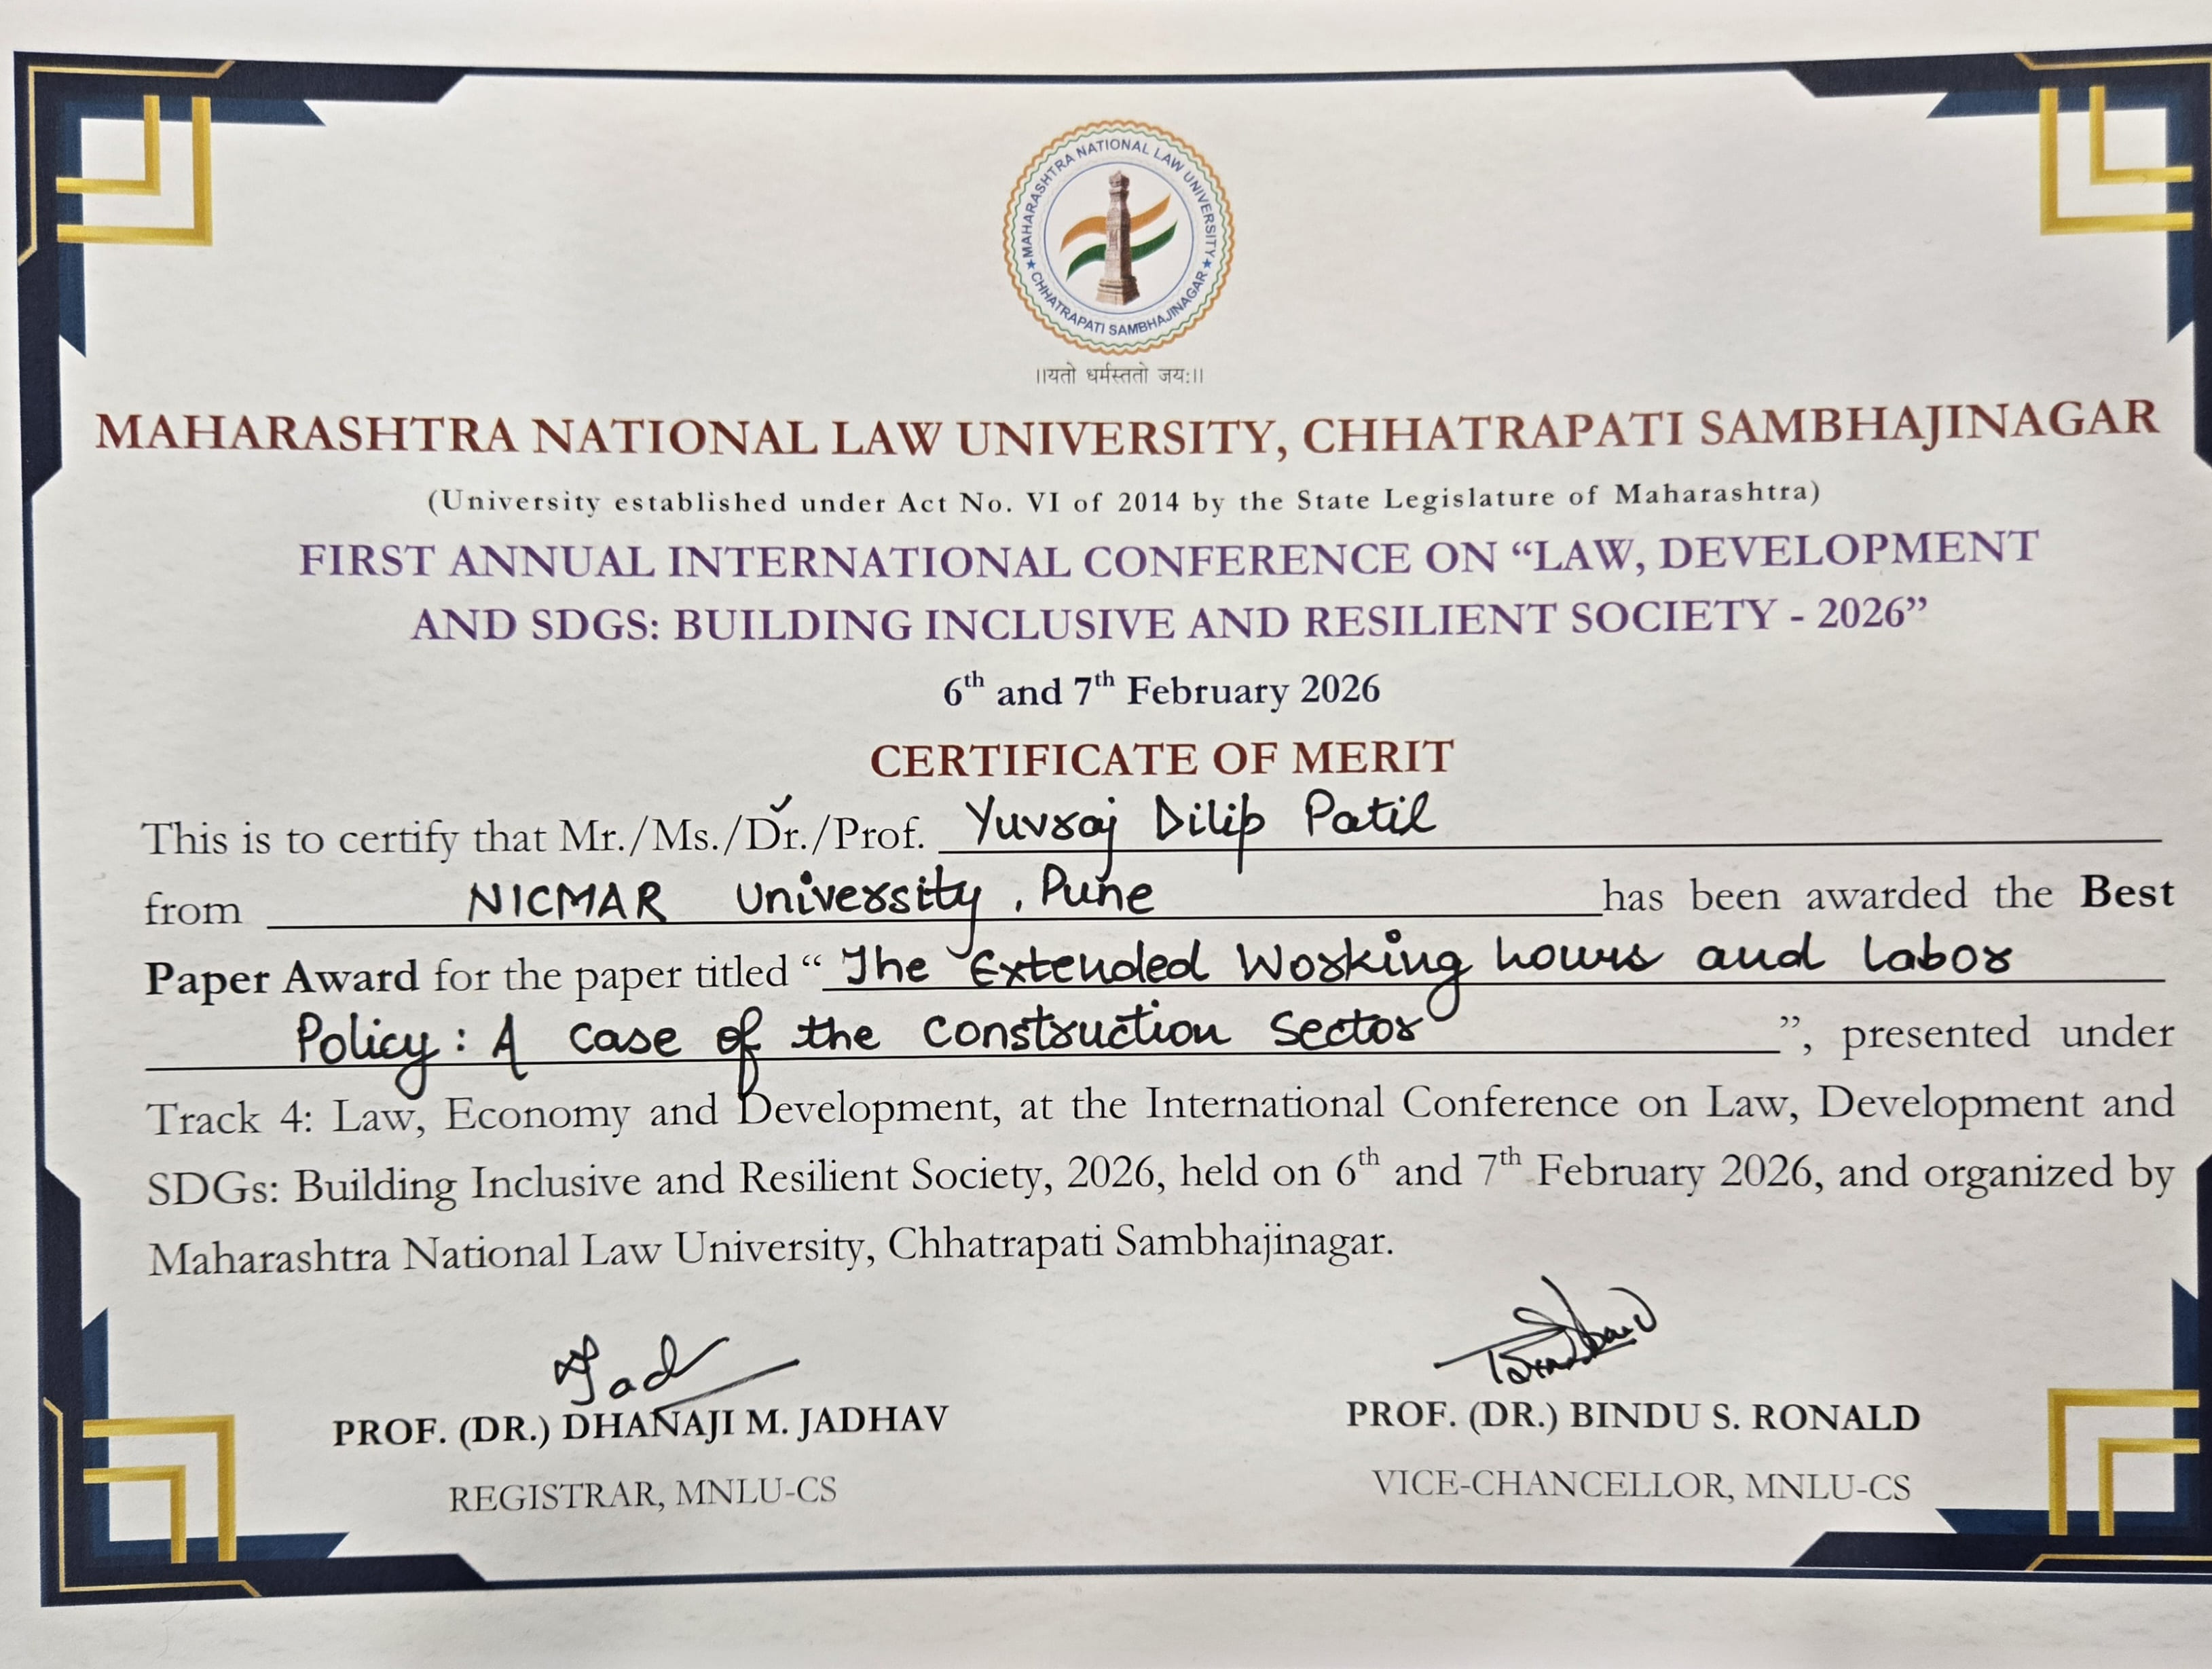 MAHARASHTRA NATIONAL LAW UNIVERSITY
★ CHHATRAPATI SAMBHAJINAGAR ★
।।यतो धर्मस्ततो जय:।।
MAHARASHTRA NATIONAL LAW UNIVERSITY, CHHATRAPATI SAMBHAJINAGAR
(University established under Act No. VI of 2014 by the State Legislature of Maharashtra)
FIRST ANNUAL INTERNATIONAL CONFERENCE ON “LAW, DEVELOPMENT
AND SDGS: BUILDING INCLUSIVE AND RESILIENT SOCIETY - 2026”
6th and 7th February 2026
CERTIFICATE OF MERIT
This is to certify that Mr./Ms./Dr./Prof. Yuvraj Dilip Patil
from NICMAR University, Pune has been awarded the Best
Paper Award for the paper titled “ The Extended Working hours and labor
Policy: A case of the Construction Sector ”, presented under
Track 4: Law, Economy and Development, at the International Conference on Law, Development and
SDGs: Building Inclusive and Resilient Society, 2026, held on 6th and 7th February 2026, and organized by
Maharashtra National Law University, Chhatrapati Sambhajinagar.
PROF. (DR.) DHANAJI M. JADHAV PROF. (DR.) BINDU S. RONALD
REGISTRAR, MNLU-CS VICE-CHANCELLOR, MNLU-CS